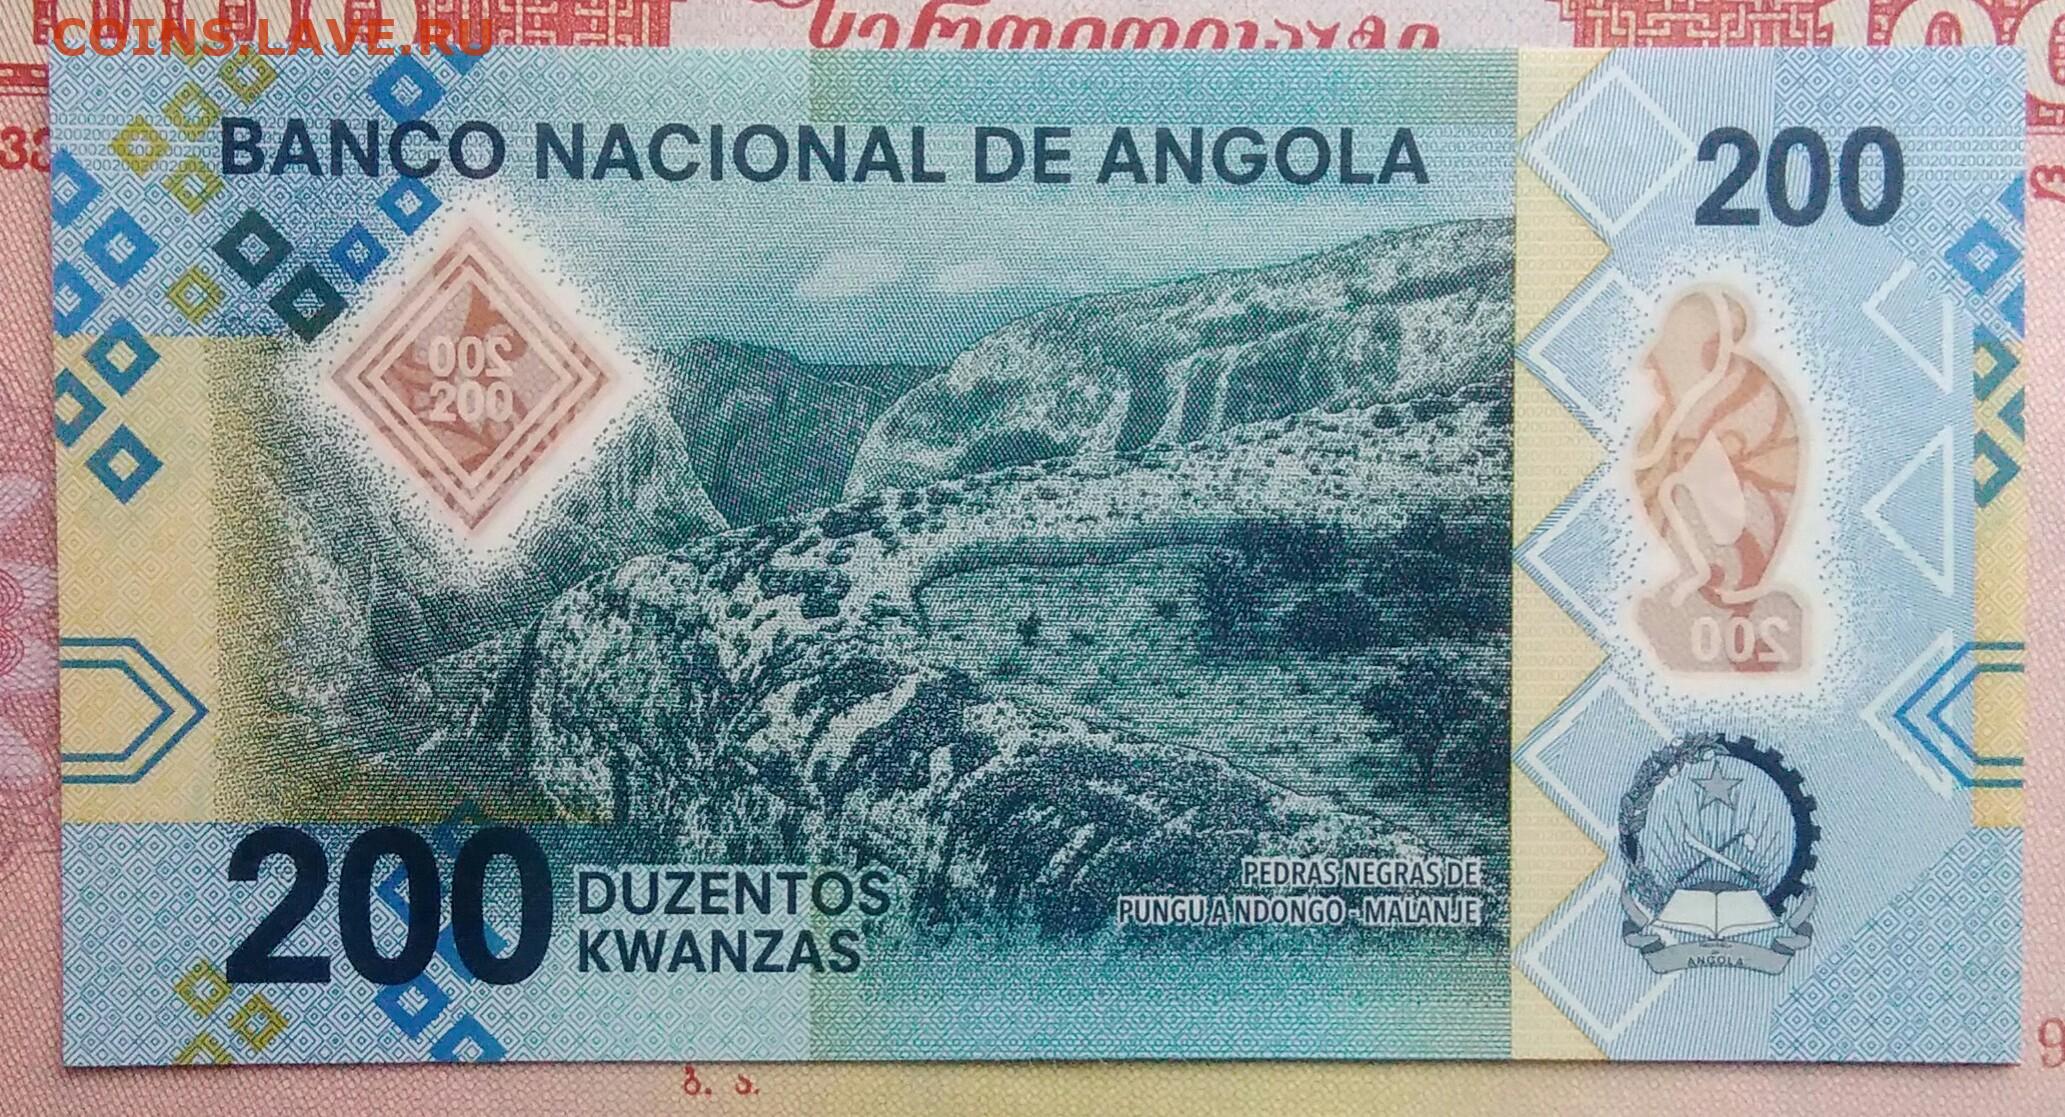 COINS.LAVE.RU
BANCO NACIONAL DE ANGOLA
200
200
200
200
200
DUZENTOS
KWANZAS
PEDRAS NEGRAS DE
PUNGU A NDONGO - MALANJE
ANGOLA
ბ. ა.